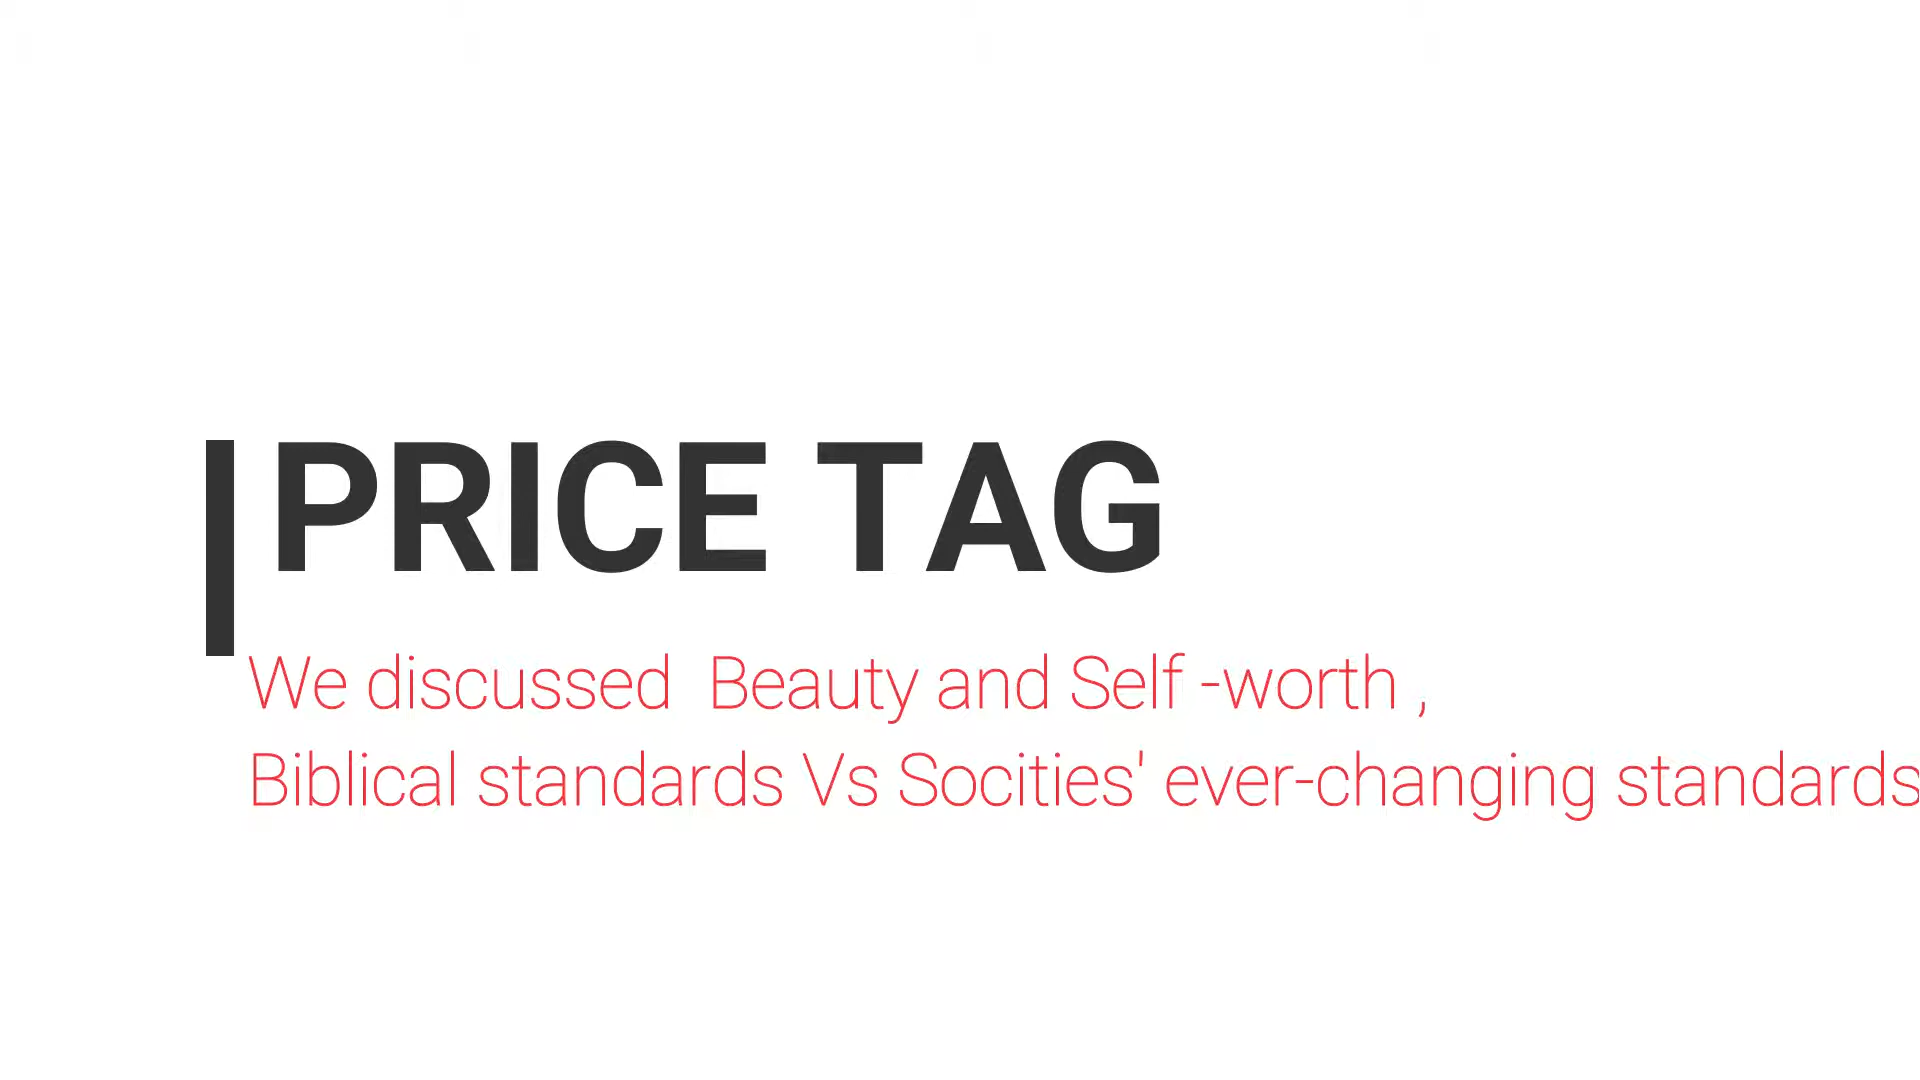 PRICE TAG
We discussed  Beauty and Self -worth ,
Biblical standards Vs Socities' ever-changing standards